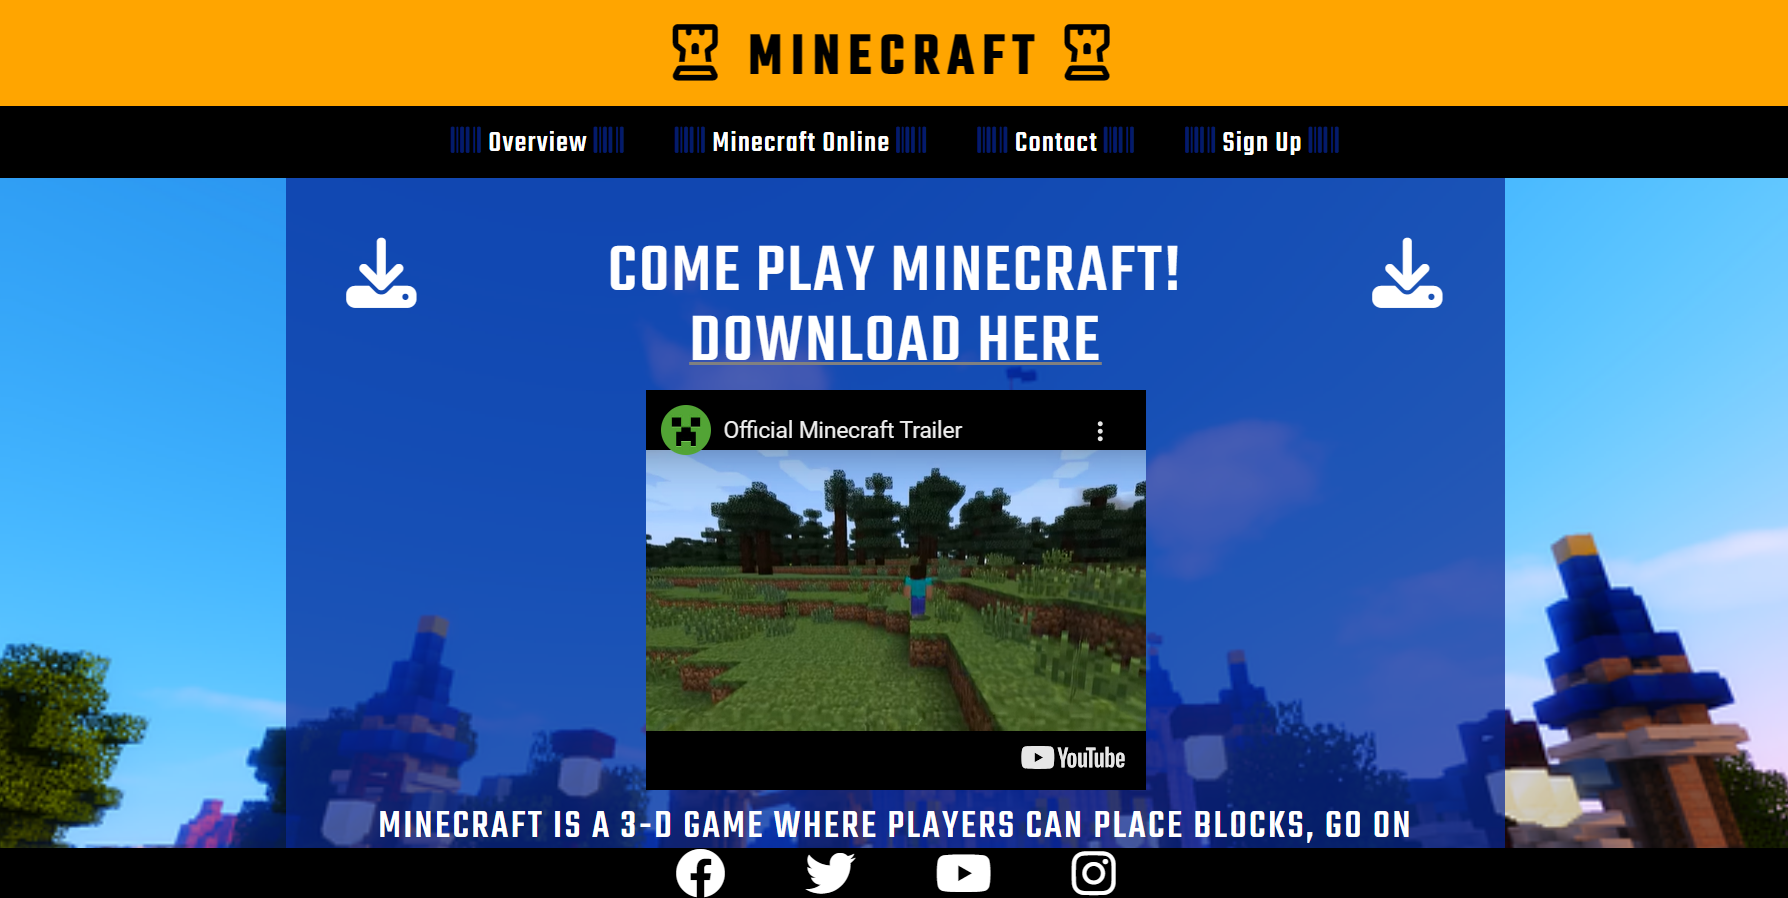 MINECRAFT
Overview Minecraft Online Contact Sign Up
COME PLAY MINECRAFT!
DOWNLOAD HERE
Official Minecraft Trailer
YouTube
MINECRAFT IS A 3-D GAME WHERE PLAYERS CAN PLACE BLOCKS, GO ON